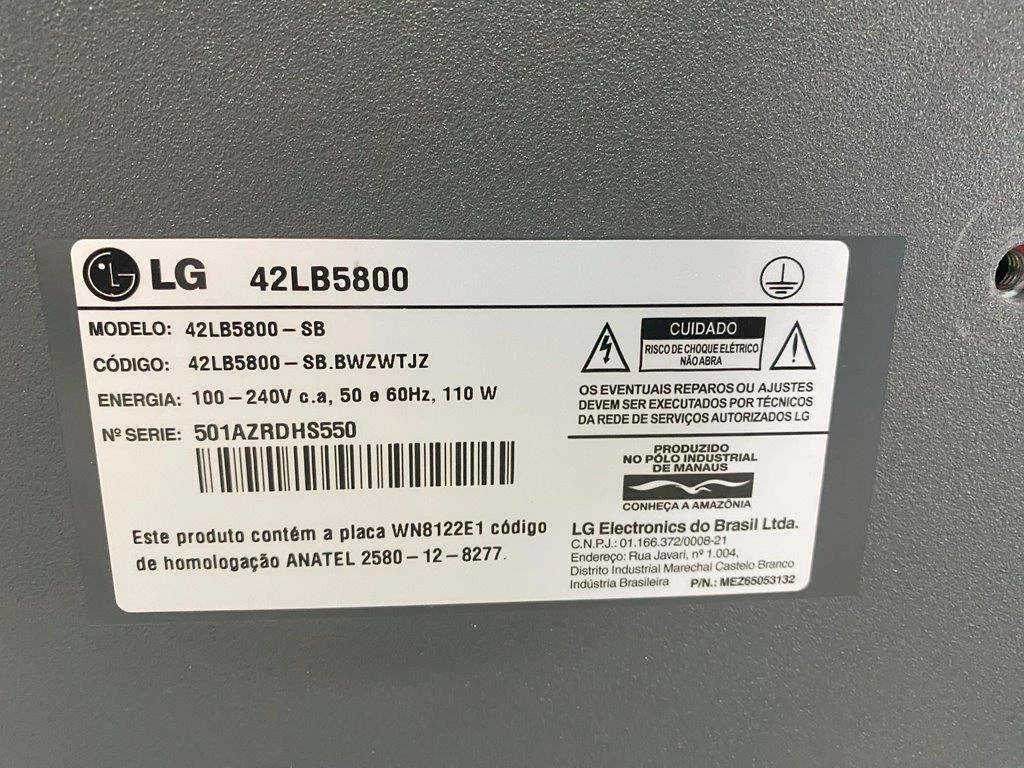 LG 42LB5800
MODELO: 42LB5800-SB
CÓDIGO: 42LB5800-SB.BWZWTJZ
ENERGIA: 100-240V c.a, 50 e 60Hz, 110 W
Nº SERIE: 501AZRDHS550
Este produto contém a placa WN8122E1 código
de homologação ANATEL 2580-12-8277.
CUIDADO
RISCO DE CHOQUE ELÉTRICO
NÃO ABRA
OS EVENTUAIS REPAROS OU AJUSTES
DEVEM SER EXECUTADOS POR TÉCNICOS
DA REDE DE SERVIÇOS AUTORIZADOS LG
PRODUZIDO
NO PÓLO INDUSTRIAL
DE MANAUS
CONHEÇA A AMAZÔNIA
LG Electronics do Brasil Ltda.
C.N.P.J.: 01.166.372/0008-21
Endereço: Rua Javari, nº 1.004,
Distrito Industrial Marechal Castelo Branco
Indústria Brasileira P/N.: MEZ65053132